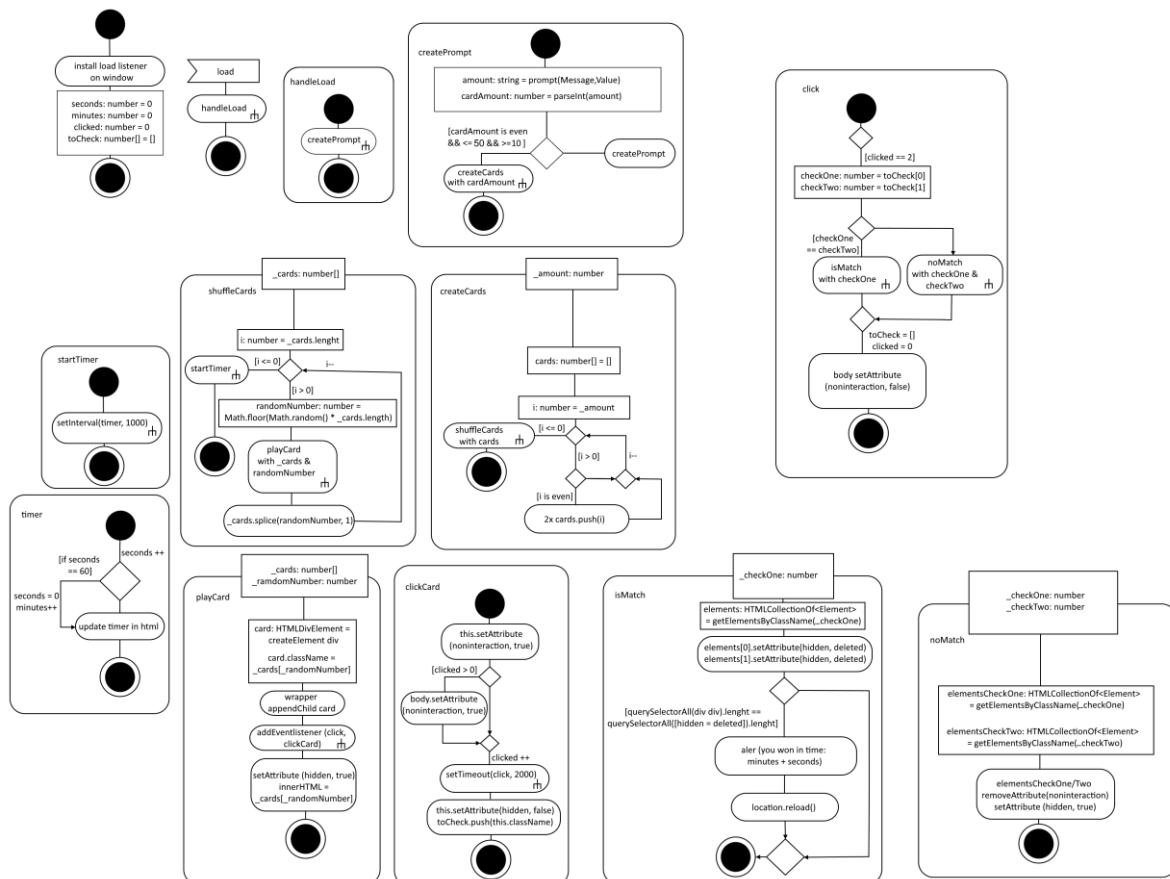 install load listener
on window
seconds: number = 0
minutes: number = 0
clicked: number = 0
toCheck: number[] = []
load
handleLoad
handleLoad
createPrompt
createPrompt
amount: string = prompt(Message,Value)
cardAmount: number = parseInt(amount)
[cardAmount is even
&& <= 50 && >=10 ]
createPrompt
createCards
with cardAmount
click
[clicked == 2]
checkOne: number = toCheck[0]
checkTwo: number = toCheck[1]
[checkOne
== checkTwo]
isMatch
with checkOne
noMatch
with checkOne &
checkTwo
toCheck = []
clicked = 0
body setAttribute
(noninteraction, false)
_cards: number[]
shuffleCards
i: number = _cards.lenght
[i <= 0]
i--
startTimer
[i > 0]
randomNumber: number =
Math.floor(Math.random() * _cards.length)
playCard
with _cards &
randomNumber
_cards.splice(randomNumber, 1)
_amount: number
createCards
cards: number[] = []
i: number = _amount
shuffleCards
with cards
[i <= 0]
[i > 0]
i--
[i is even]
2x cards.push(i)
startTimer
setInterval(timer, 1000)
timer
seconds ++
[if seconds
== 60]
seconds = 0
minutes++
update timer in html
_cards: number[]
_ramdomNumber: number
playCard
card: HTMLDivElement =
createElement div
card.className =
_cards[_randomNumber]
wrapper
appendChild card
addEventlistener (click,
clickCard)
setAttribute (hidden, true)
innerHTML =
_cards[_randomNumber]
clickCard
this.setAttribute
(noninteraction, true)
[clicked > 0]
body.setAttribute
(noninteraction, true)
clicked ++
setTimeout(click, 2000)
this.setAttribute(hidden, false)
toCheck.push(this.className)
_checkOne: number
isMatch
elements: HTMLCollectionOf<Element>
= getElementsByClassName(_checkOne)
elements[0].setAttribute(hidden, deleted)
elements[1].setAttribute(hidden, deleted)
[querySelectorAll(div div).lenght ==
querySelectorAll([hidden = deleted]).lenght]
aler (you won in time:
minutes + seconds)
location.reload()
_checkOne: number
_checkTwo: number
noMatch
elementsCheckOne: HTMLCollectionOf<Element>
= getElementsByClassName(_checkOne)
elementsCheckTwo: HTMLCollectionOf<Element>
= getElementsByClassName(_checkTwo)
elementsCheckOne/Two
removeAttribute(noninteraction)
setAttribute (hidden, true)